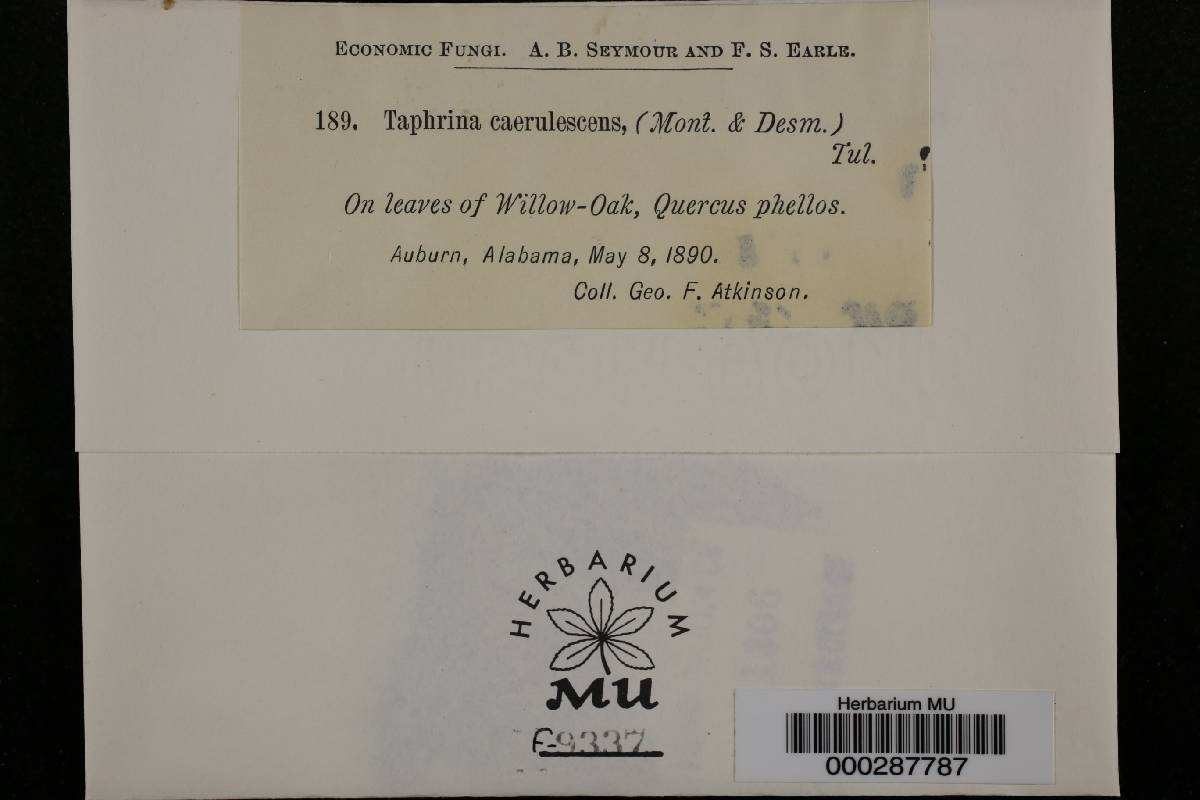 ECONOMIC FUNGI. A. B. SEYMOUR AND F. S. EARLE.
189. Taphrina caerulescens, (Mont. & Desm.)
Tul.
On leaves of Willow-Oak, Quercus phellos.
Auburn, Alabama, May 8, 1890.
Coll. Geo. F. Atkinson.
HERBARIUM
MU
F-9337
Herbarium MU
000287787